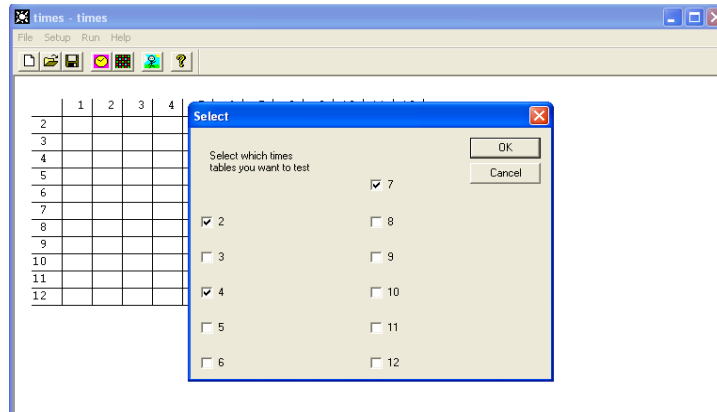 times - times
File Setup Run Help
1 2 3 4
2
3
4
5
6
7
8
9
10
11
12
Select
Select which times
tables you want to test
OK
Cancel
7
2
8
3
9
4
10
5
11
6
12